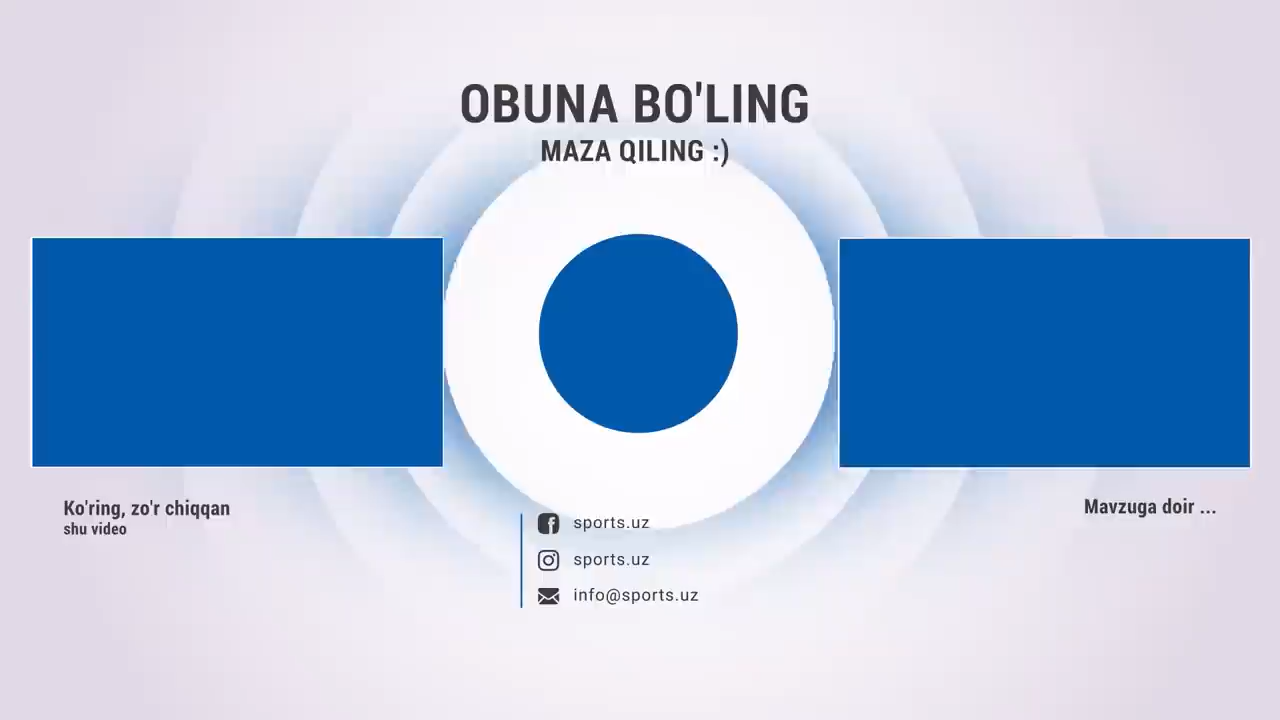 OBUNA BO'LING
MAZA QILING :)
Ko'ring, zo'r chiqqan
shu video
Mavzuga doir ...
sports.uz
sports.uz
info@sports.uz